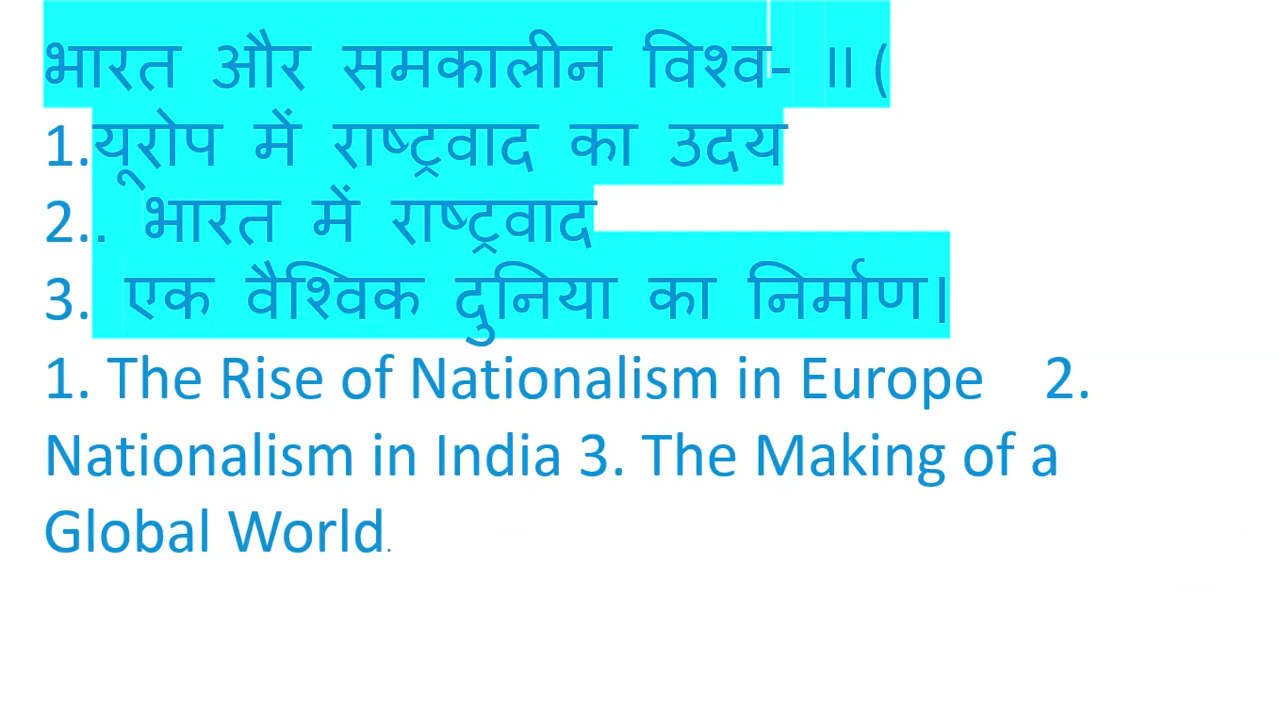 भारत और समकालीन विश्व- ॥ (
1.यूरोप में राष्ट्रवाद का उदय
2.. भारत में राष्ट्रवाद
3. एक वैश्विक दुनिया का निर्माण।
1. The Rise of Nationalism in Europe 2.
Nationalism in India 3. The Making of a
Global World.